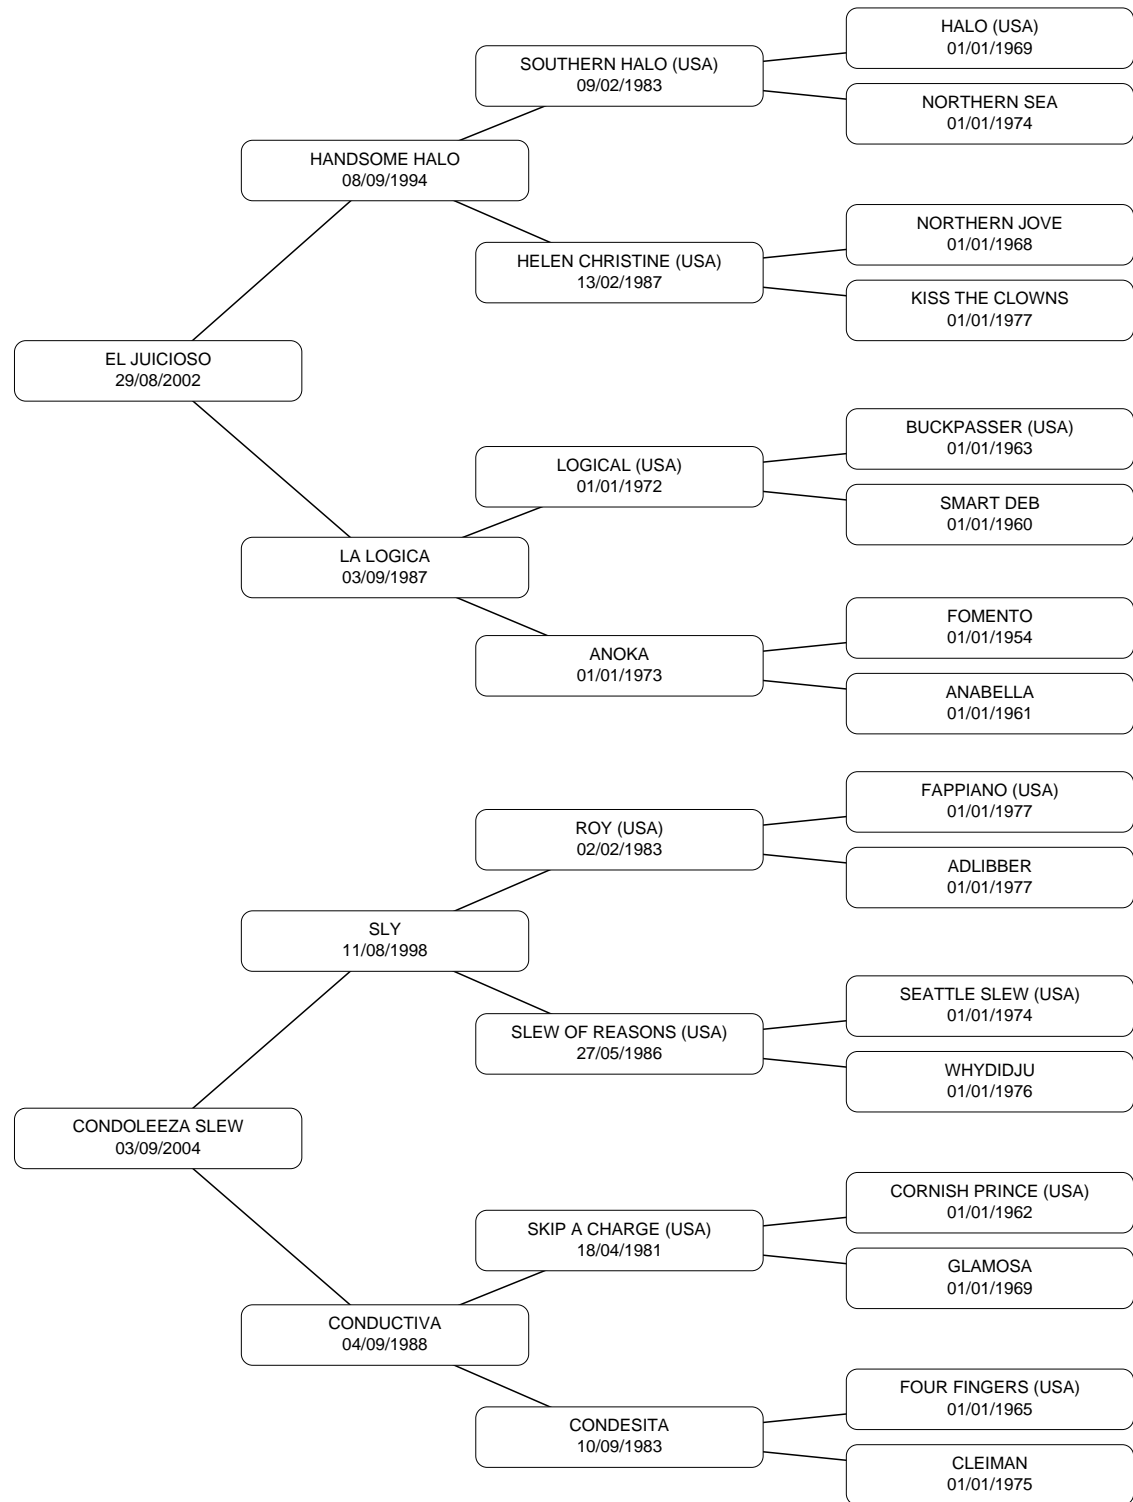 HALO (USA)
01/01/1969
SOUTHERN HALO (USA)
09/02/1983
NORTHERN SEA
01/01/1974
HANDSOME HALO
08/09/1994
NORTHERN JOVE
01/01/1968
HELEN CHRISTINE (USA)
13/02/1987
KISS THE CLOWNS
01/01/1977
EL JUICIOSO
29/08/2002
BUCKPASSER (USA)
01/01/1963
LOGICAL (USA)
01/01/1972
SMART DEB
01/01/1960
LA LOGICA
03/09/1987
FOMENTO
01/01/1954
ANOKA
01/01/1973
ANABELLA
01/01/1961
FAPPIANO (USA)
01/01/1977
ROY (USA)
02/02/1983
ADLIBBER
01/01/1977
SLY
11/08/1998
SEATTLE SLEW (USA)
01/01/1974
SLEW OF REASONS (USA)
27/05/1986
WHYDIDJU
01/01/1976
CONDOLEEZA SLEW
03/09/2004
CORNISH PRINCE (USA)
01/01/1962
SKIP A CHARGE (USA)
18/04/1981
GLAMOSA
01/01/1969
CONDUCTIVA
04/09/1988
FOUR FINGERS (USA)
01/01/1965
CONDESITA
10/09/1983
CLEIMAN
01/01/1975